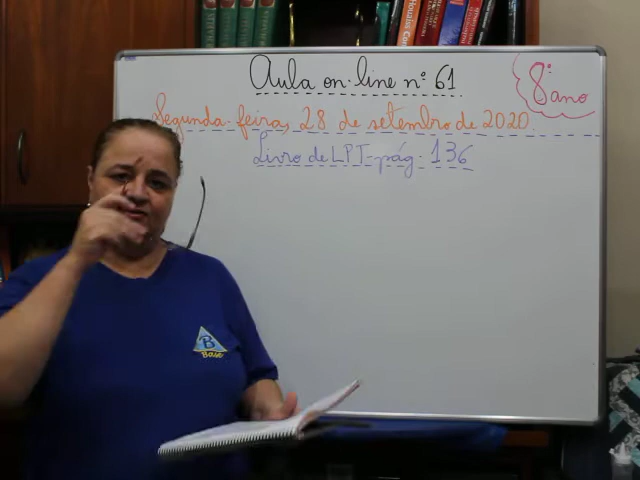 Houaiss
Aula on-line nº 61
8º ano
Segunda-feira, 28 de setembro de 2020.
Livro de LPT-pág. 136
B
Base